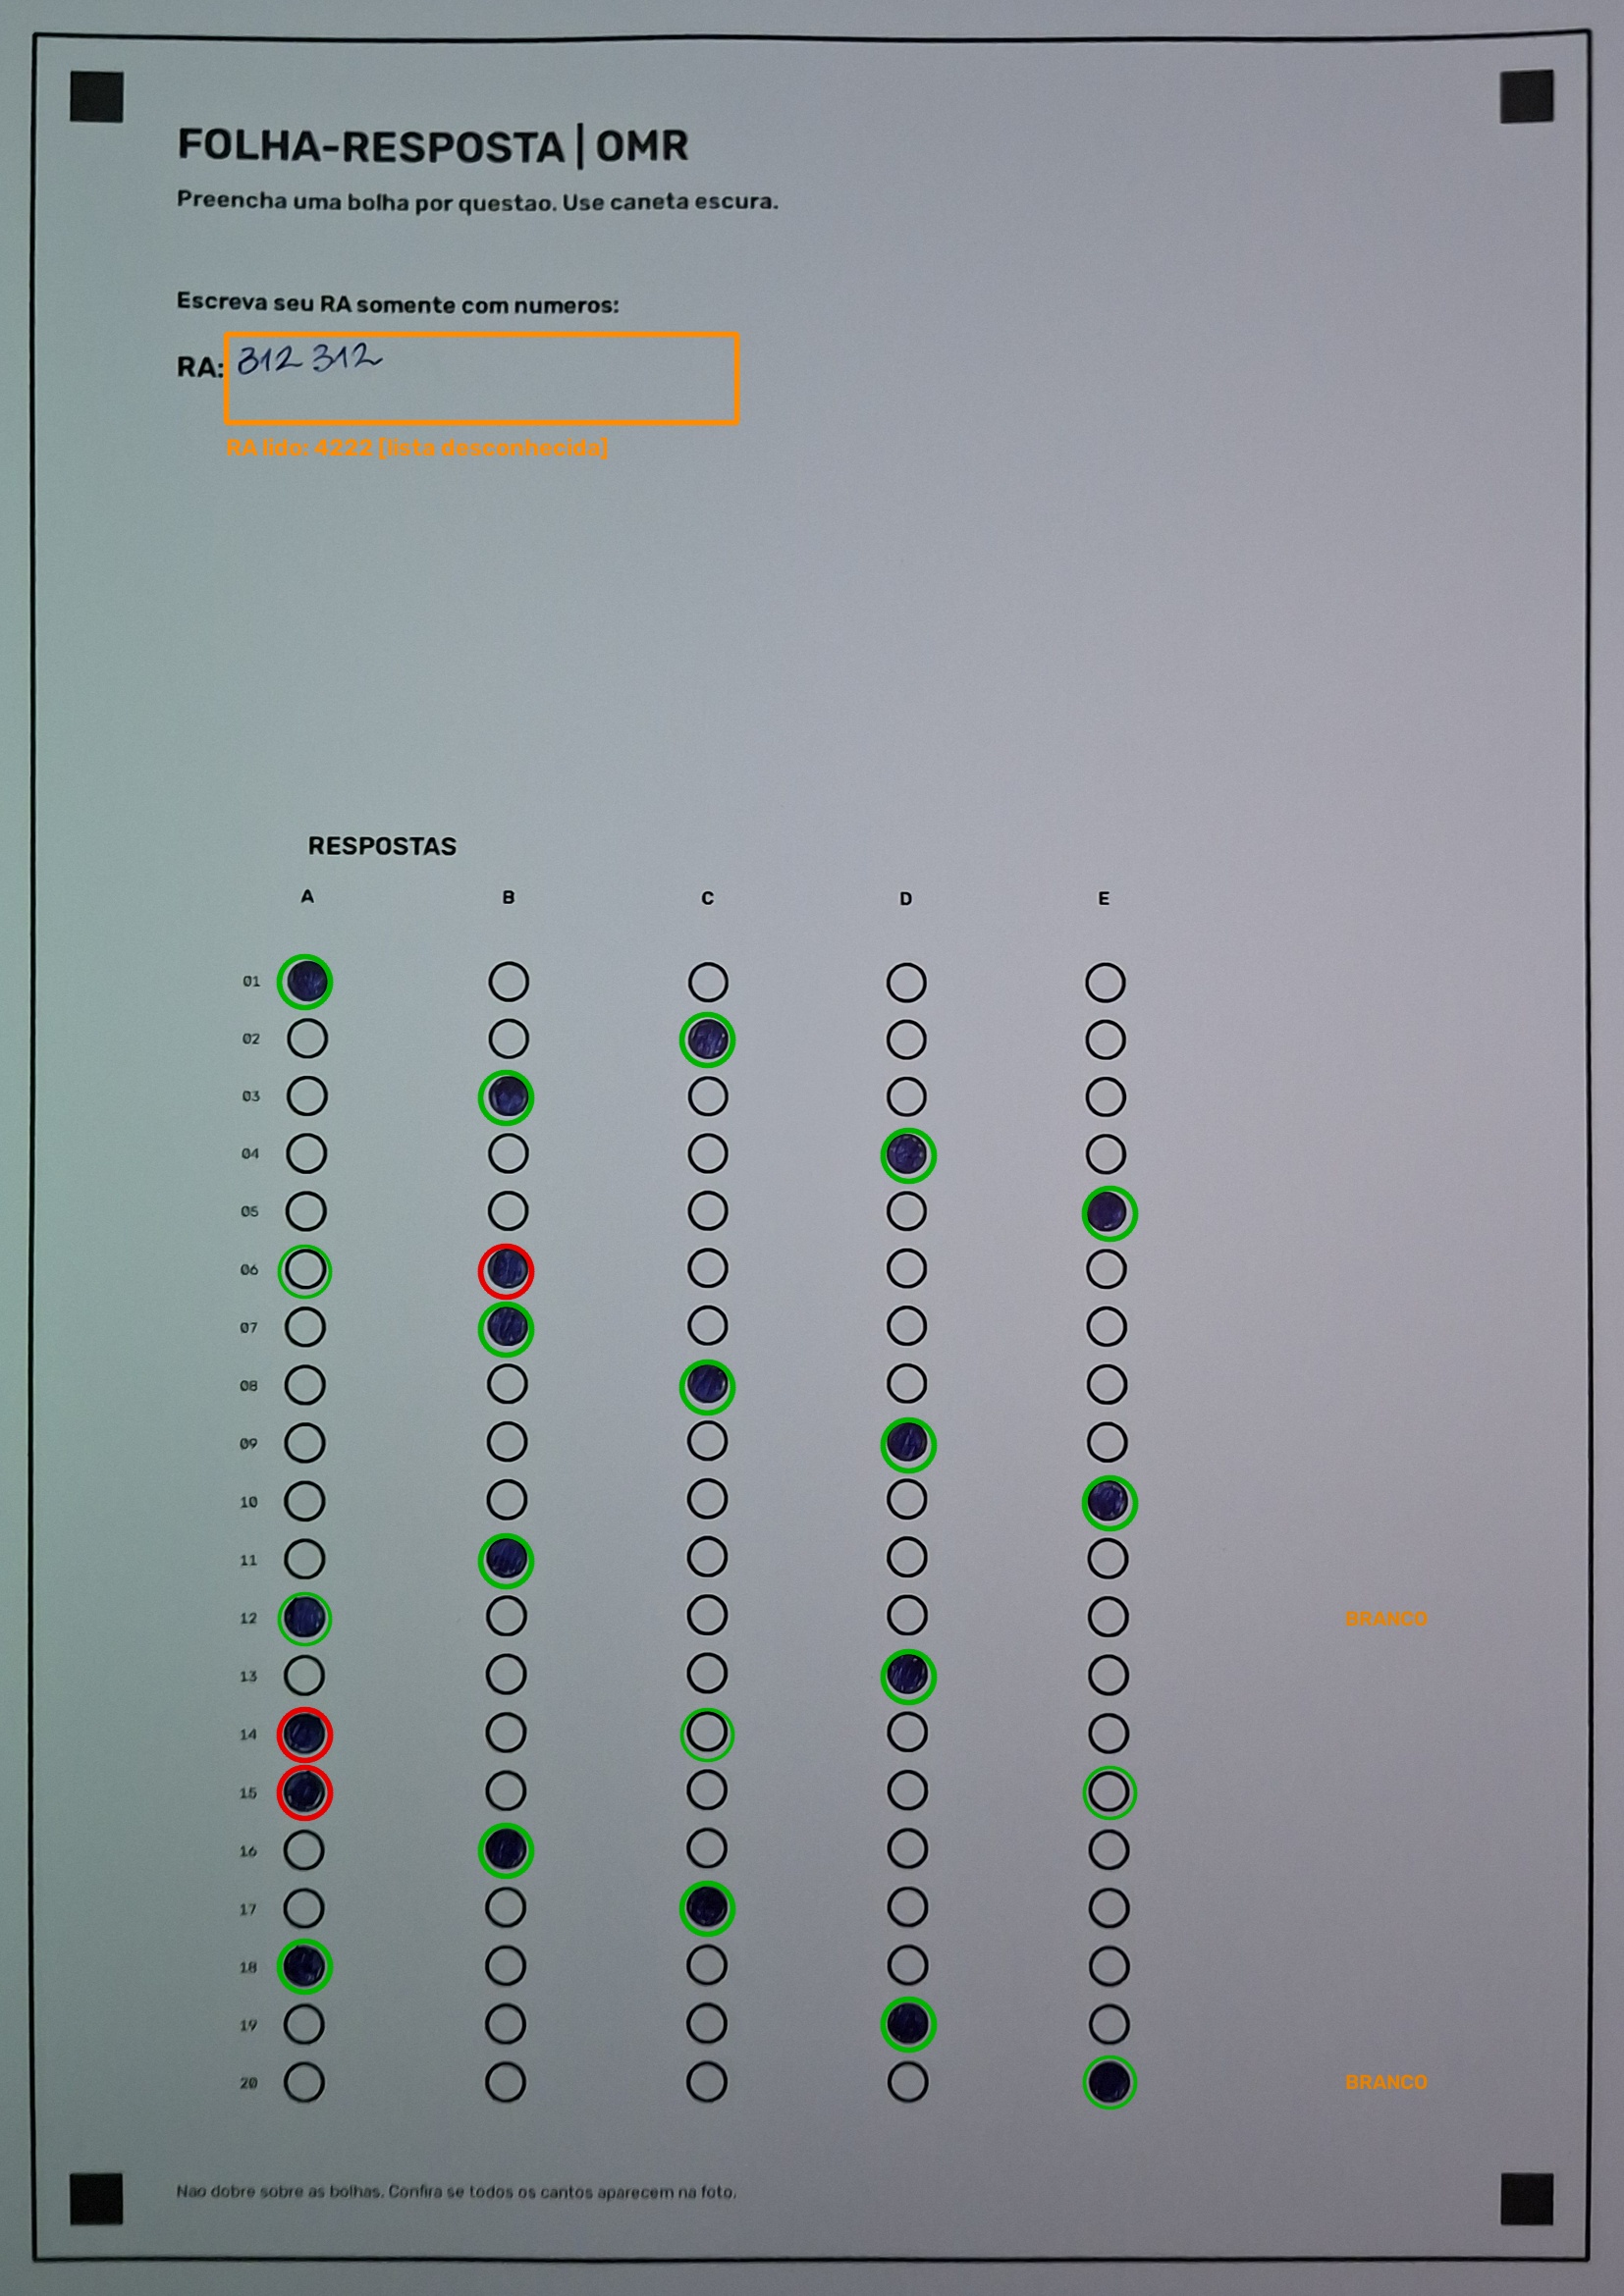 FOLHA-RESPOSTA | OMR
Preencha uma bolha por questao. Use caneta escura.
Escreva seu RA somente com numeros:
RA: 312 312
RA lido: 4222 [lista desconhecida]
RESPOSTAS
A B C D E
01
02
03
04
05
06
07
08
09
10
11
12 BRANCO
13
14
15
16
17
18
19
20 BRANCO
Nao dobre sobre as bolhas. Confira se todos os cantos aparecem na foto.